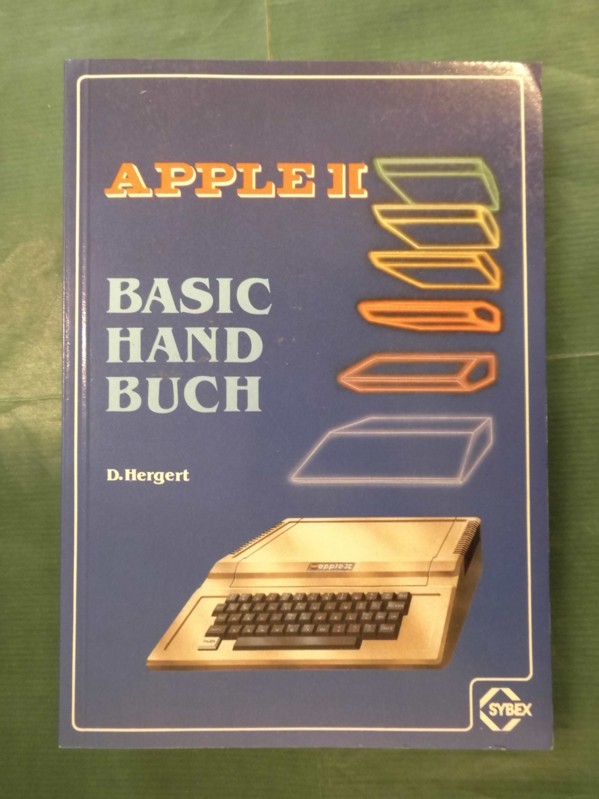 APPLE II
BASIC
HAND
BUCH
D.Hergert
apple II
SYBEX